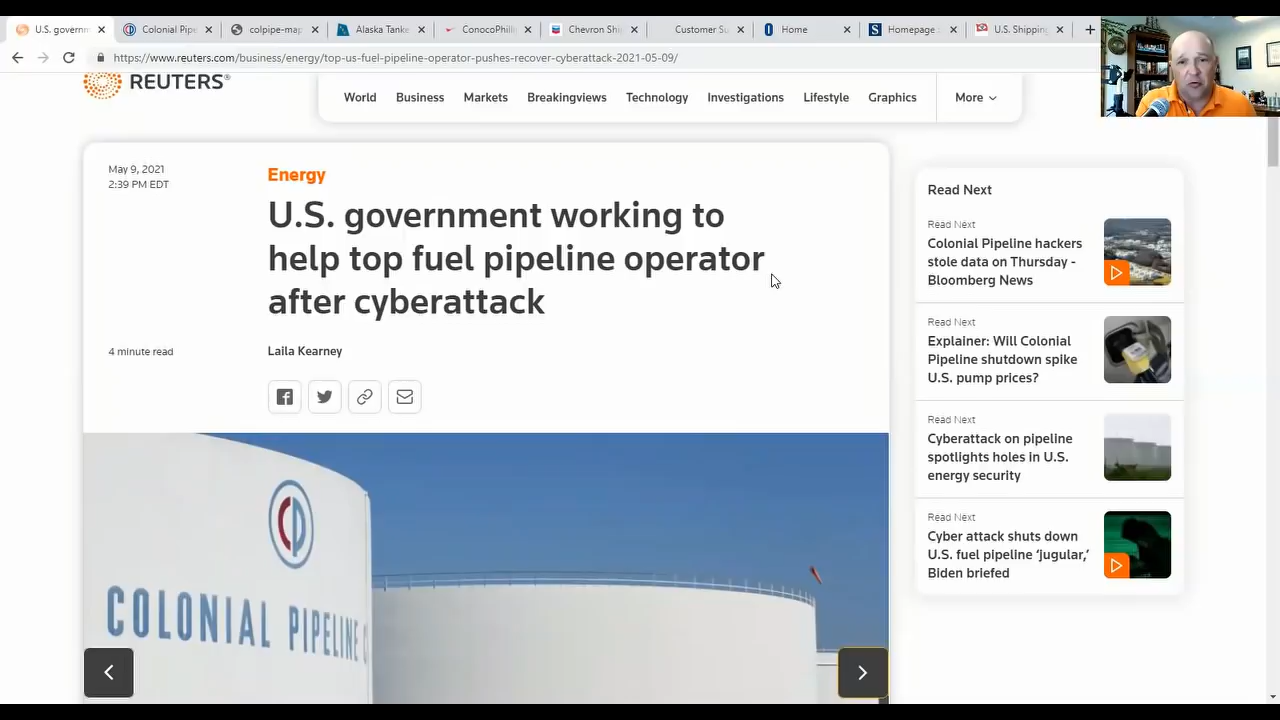 U.S. governm
Colonial Pipe
colpipe-map
Alaska Tanke
ConocoPhilli
Chevron Shi
Customer Su
Home
Homepage
U.S. Shipping
https://www.reuters.com/business/energy/top-us-fuel-pipeline-o
pushes-recover-cyberattack-2021-05-09/
REUTERS®
World Business Markets Breakingviews Technology Investigations Lifestyle Graphics More
May 9, 2021
2:39 PM EDT
Energy
U.S. government working to
help top fuel pipeline operator
after cyberattack
4 minute read
Laila Kearney
CP
COLONIAL PIPELINE C
Read Next
Read Next
Colonial Pipeline hackers
stole data on Thursday -
Bloomberg News
Read Next
Explainer: Will Colonial
Pipeline shutdown spike
U.S. pump prices?
Read Next
Cyberattack on pipeline
spotlights holes in U.S.
energy security
Read Next
Cyber attack shuts down
U.S. fuel pipeline ‘jugular,’
Biden briefed